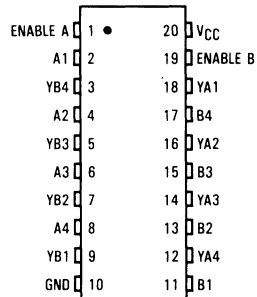 ENABLE A 1 20 VCC
A1 2 19 ENABLE B
YB4 3 18 YA1
A2 4 17 B4
YB3 5 16 YA2
A3 6 15 B3
YB2 7 14 YA3
A4 8 13 B2
YB1 9 12 YA4
GND 10 11 B1